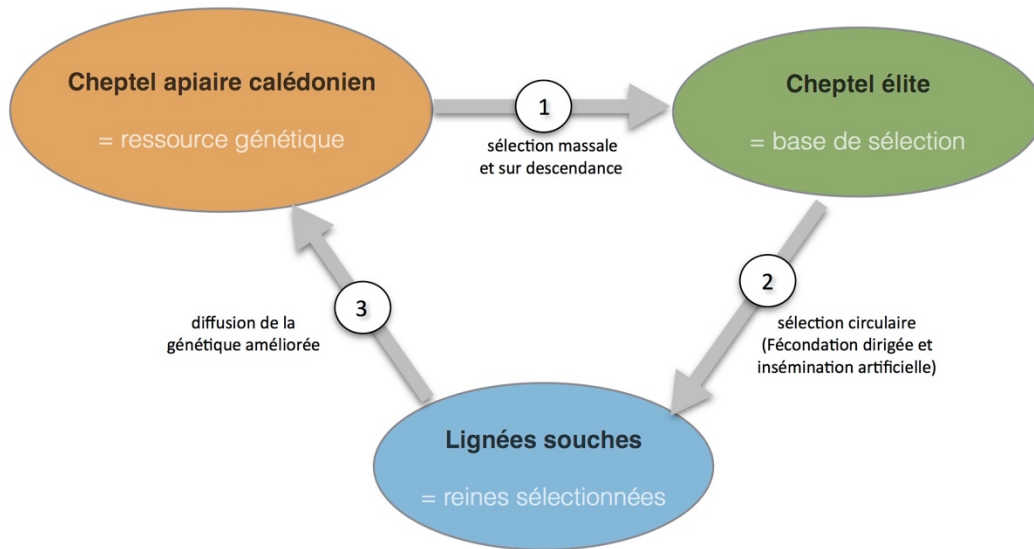 Cheptel apiaire calédonien
= ressource génétique
1
sélection massale
et sur descendance
Cheptel élite
= base de sélection
2
sélection circulaire
(Fécondation dirigée et
insémination artificielle)
3
diffusion de la
génétique améliorée
Lignées souches
= reines sélectionnées